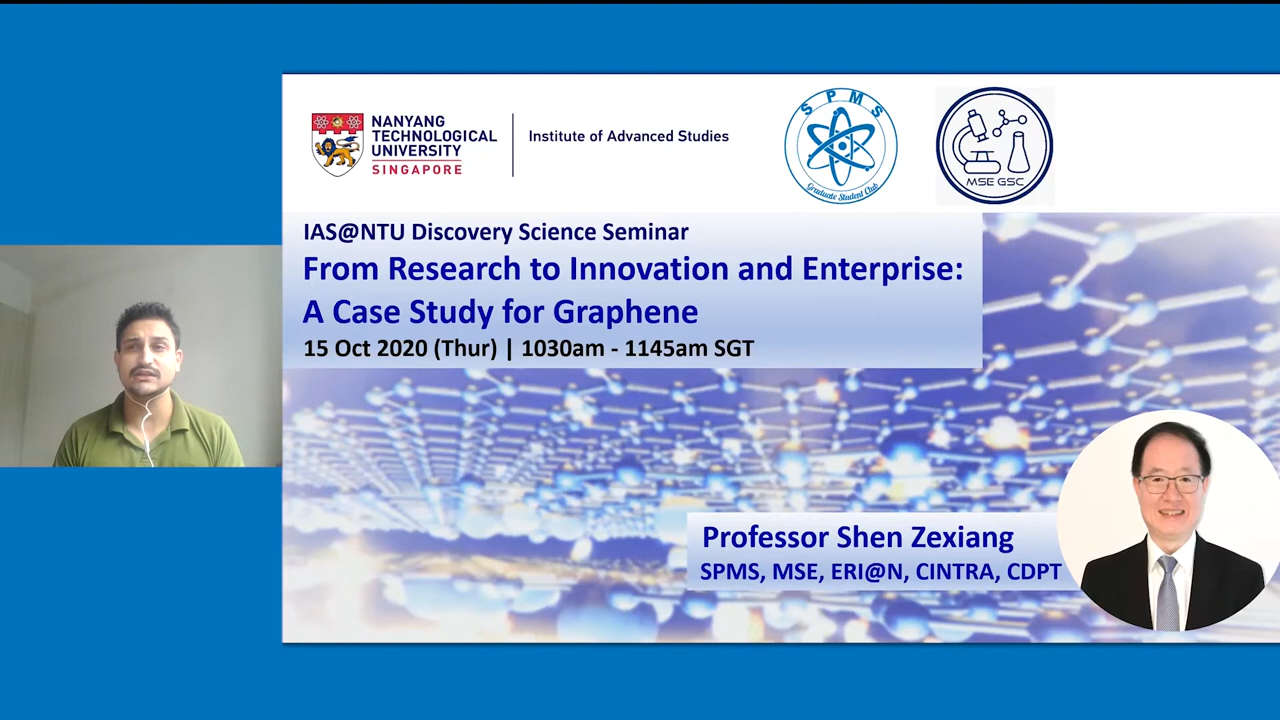 NANYANG
TECHNOLOGICAL
UNIVERSITY
SINGAPORE
Institute of Advanced Studies
SPMS
Graduate Student Club
MSE GSC
IAS@NTU Discovery Science Seminar
From Research to Innovation and Enterprise:
A Case Study for Graphene
15 Oct 2020 (Thur) | 1030am - 1145am SGT
Professor Shen Zexiang
SPMS, MSE, ERI@N, CINTRA, CDPT